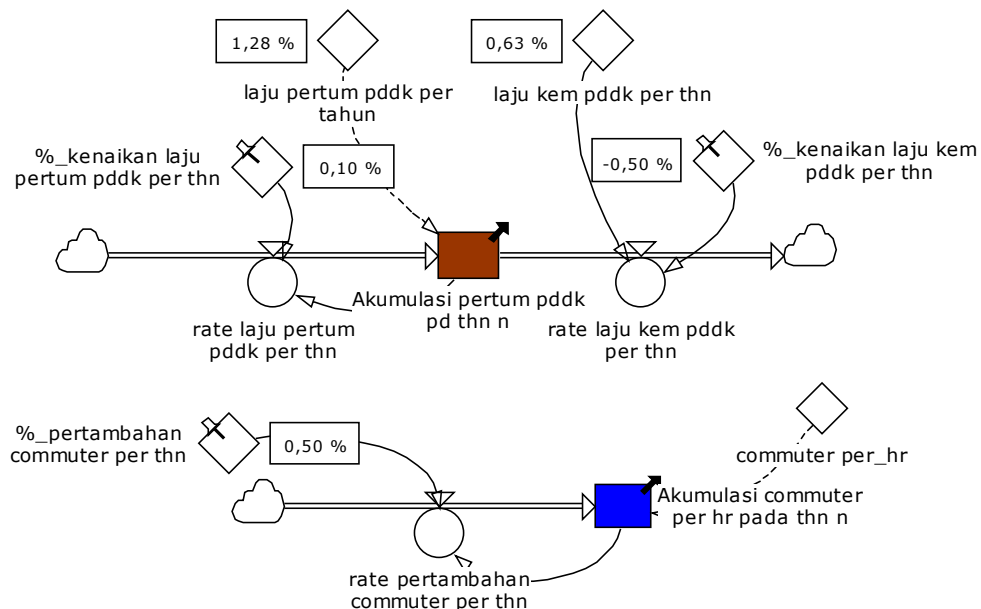 1,28 %
0,63 %
laju pertum pddk per
tahun
laju kem pddk per thn
%_kenaikan laju
pertum pddk per thn
0,10 %
-0,50 %
%_kenaikan laju kem
pddk per thn
Akumulasi pertum pddk
pd thn n
rate laju pertum
pddk per thn
rate laju kem pddk
per thn
%_pertambahan
commuter per thn
0,50 %
commuter per_hr
Akumulasi commuter
per hr pada thn n
rate pertambahan
commuter per thn